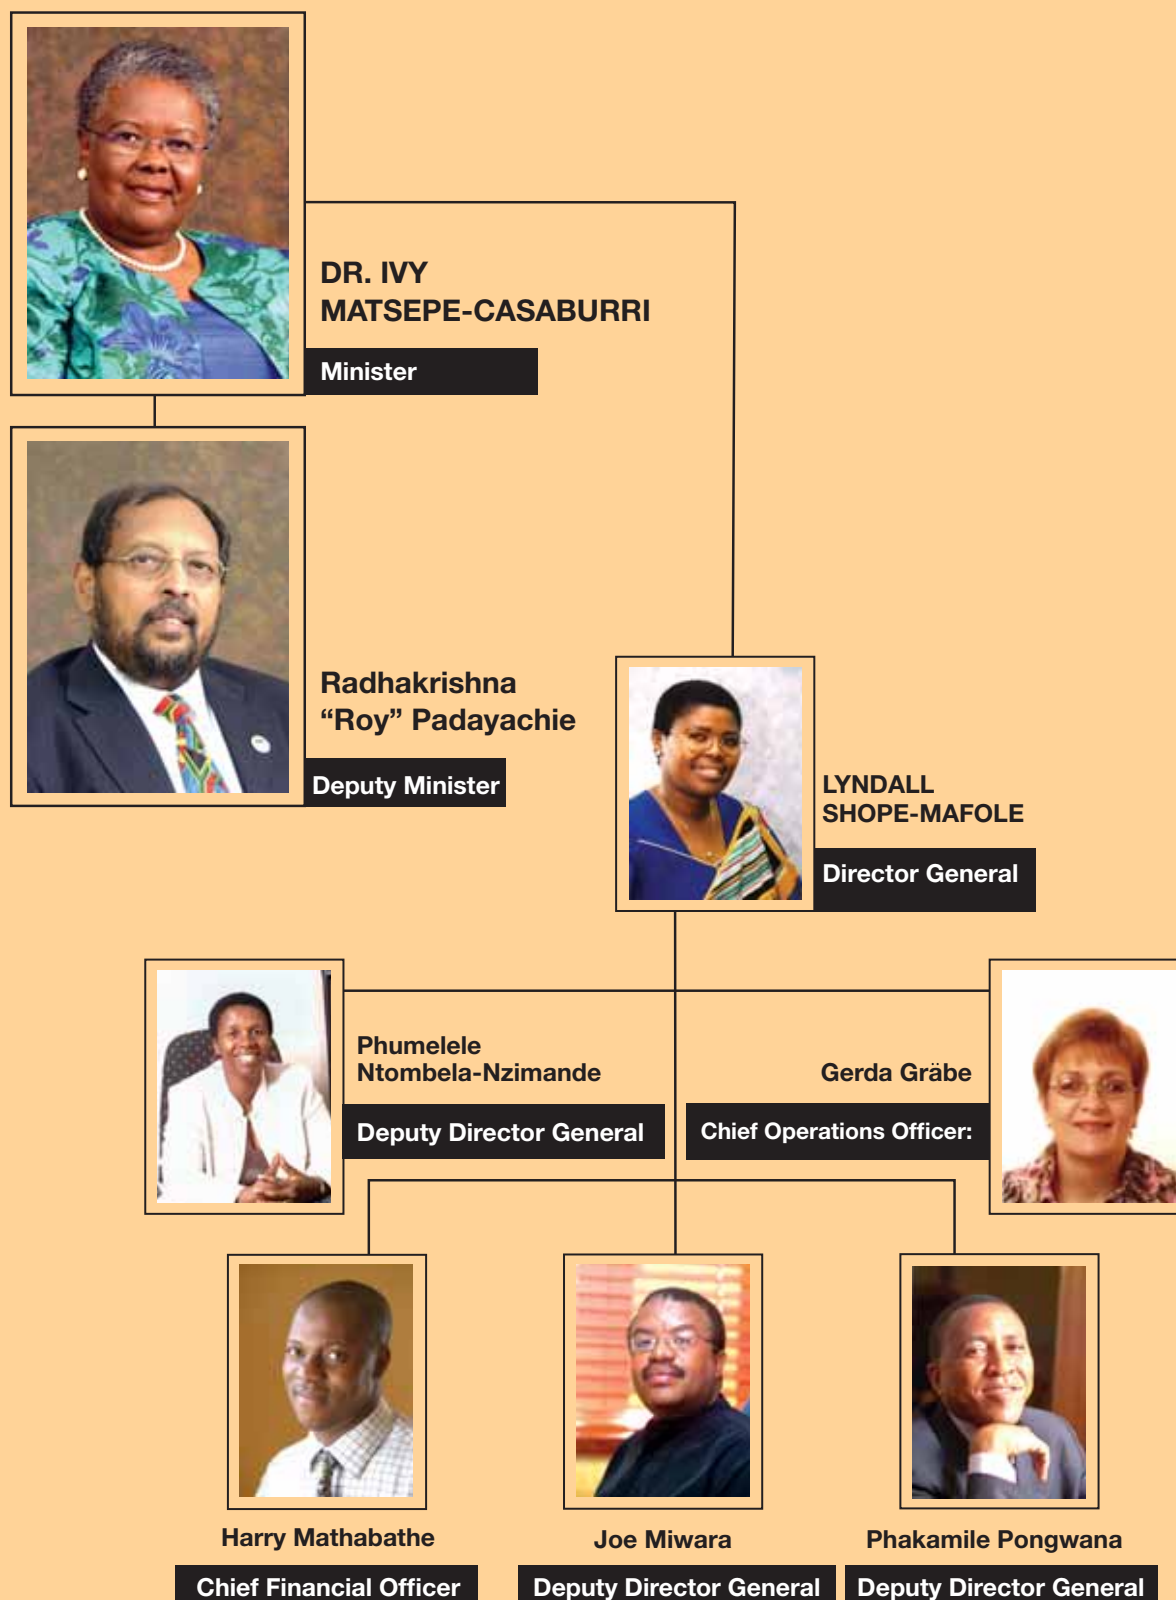 DR. IVY
MATSEPE-CASABURRI
Minister
Radhakrishna
“Roy” Padayachie
Deputy Minister
LYNDALL
SHOPE-MAFOLE
Director General
Phumelele
Ntombela-Nzimande
Deputy Director General
Gerda Gräbe
Chief Operations Officer:
Harry Mathabathe
Chief Financial Officer
Joe Miwara
Deputy Director General
Phakamile Pongwana
Deputy Director General